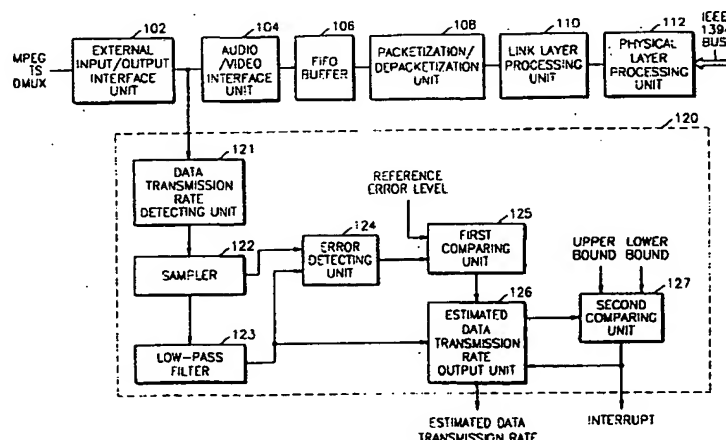 102
EXTERNAL
INPUT/OUTPUT
INTERFACE
UNIT
104
AUDIO
/VIDEO
INTERFACE
UNIT
106
FIFO
BUFFER
108
PACKETIZATION/
DEPACKETIZATION
UNIT
110
LINK LAYER
PROCESSING
UNIT
112
PHYSICAL
LAYER
PROCESSING
UNIT
IEEE
1394
BUS
MPEG
TS
DMUX
120
121
DATA
TRANSMISSION
RATE
DETECTING UNIT
122
SAMPLER
123
LOW-PASS
FILTER
124
ERROR
DETECTING
UNIT
REFERENCE
ERROR LEVEL
125
FIRST
COMPARING
UNIT
126
ESTIMATED
DATA
TRANSMISSION
RATE
OUTPUT UNIT
UPPER
BOUND
LOWER
BOUND
127
SECOND
COMPARING
UNIT
ESTIMATED DATA
TRANSMISSION RATE
INTERRUPT